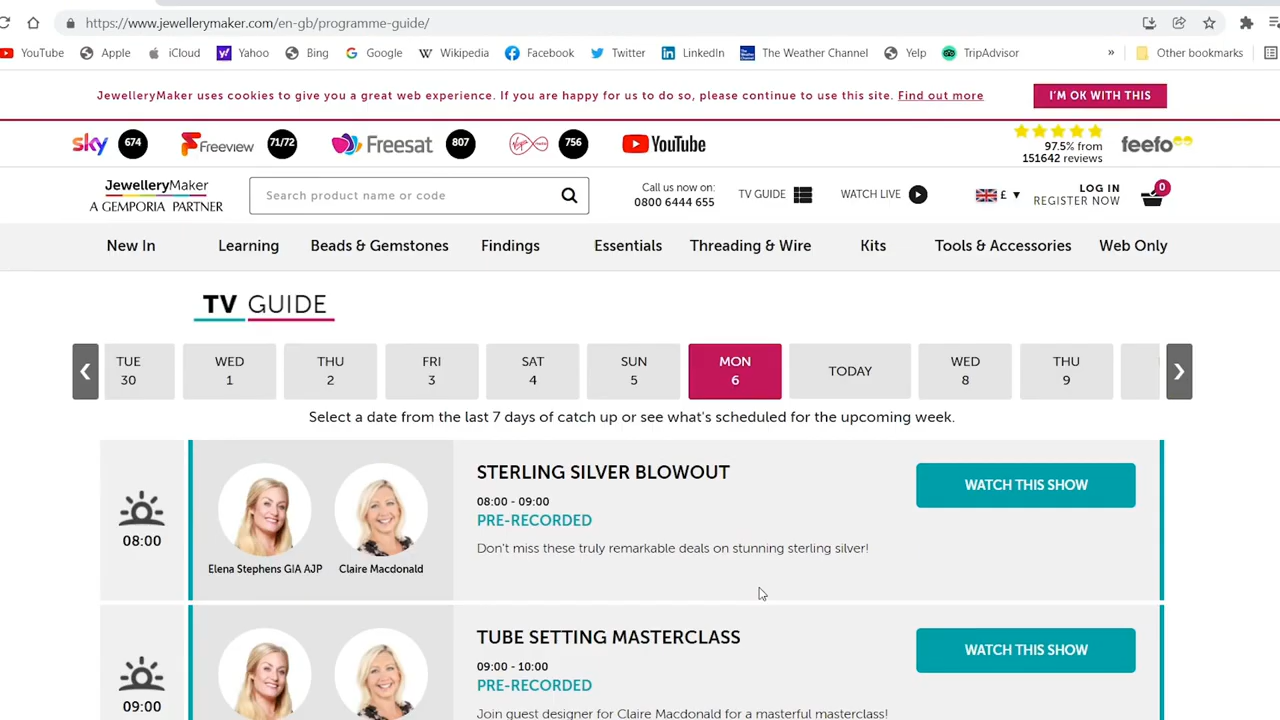 https://www.jewellerymaker.com/en-gb/programme-guide/
YouTube Apple iCloud Yahoo Bing Google Wikipedia Facebook Twitter LinkedIn The Weather Channel Yelp TripAdvisor » Other bookmarks
JewelleryMaker uses cookies to give you a great web experience. If you are happy for us to do so, please continue to use this site. Find out more
I'M OK WITH THIS
sky 674 Freeview 71/72 Freesat 807 756 YouTube
97.5% from
151642 reviews
feefo
JewelleryMaker
A GEMPORIA PARTNER
Search product name or code
Call us now on:
0800 6444 655
TV GUIDE
WATCH LIVE
£ ▼
LOG IN
REGISTER NOW
0
New In Learning Beads & Gemstones Findings Essentials Threading & Wire Kits Tools & Accessories Web Only
TV GUIDE
TUE
30
WED
1
THU
2
FRI
3
SAT
4
SUN
5
MON
6
TODAY
WED
8
THU
9
Select a date from the last 7 days of catch up or see what's scheduled for the upcoming week.
08:00
Elena Stephens GIA AJP
Claire Macdonald
STERLING SILVER BLOWOUT
08:00 - 09:00
PRE-RECORDED
Don't miss these truly remarkable deals on stunning sterling silver!
WATCH THIS SHOW
09:00
TUBE SETTING MASTERCLASS
09:00 - 10:00
PRE-RECORDED
Join guest designer for Claire Macdonald for a masterful masterclass!
WATCH THIS SHOW